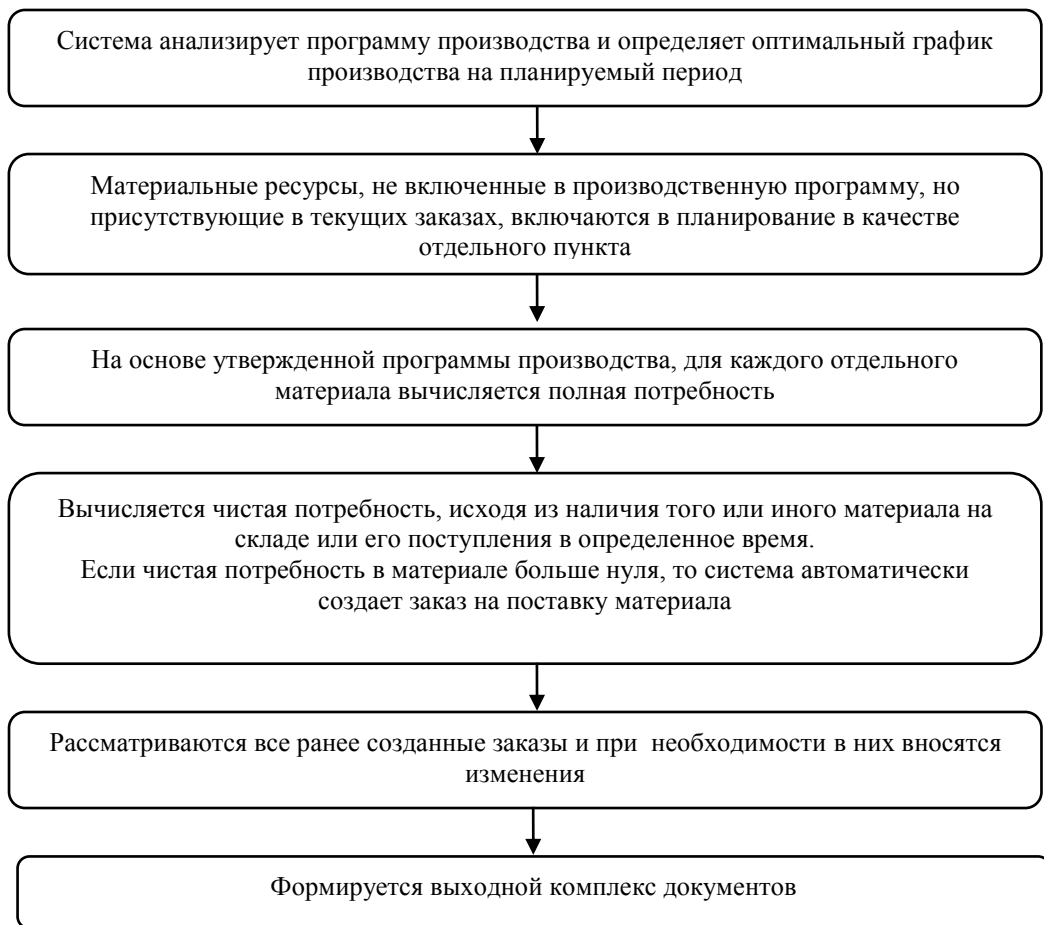 Система анализирует программу производства и определяет оптимальный график
производства на планируемый период
Материальные ресурсы, не включенные в производственную программу, но
присутствующие в текущих заказах, включаются в планирование в качестве
отдельного пункта
На основе утвержденной программы производства, для каждого отдельного
материала вычисляется полная потребность
Вычисляется чистая потребность, исходя из наличия того или иного материала на
складе или его поступления в определенное время.
Если чистая потребность в материале больше нуля, то система автоматически
создает заказ на поставку материала
Рассматриваются все ранее созданные заказы и при  необходимости в них вносятся
изменения
Формируется выходной комплекс документов